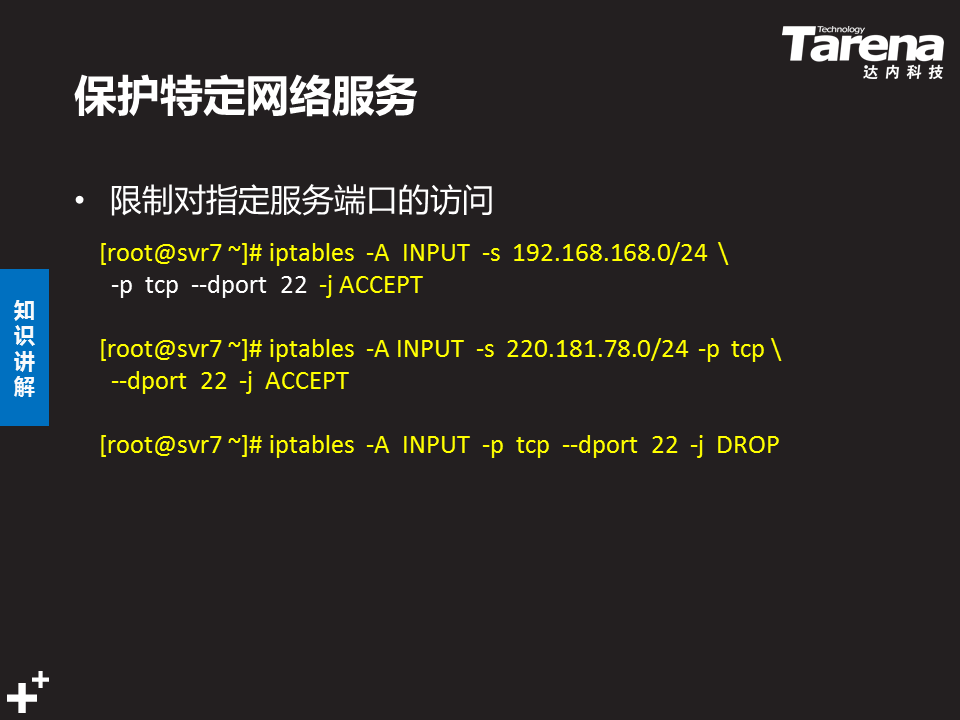 Technology
Tarena
达内科技
保护特定网络服务
• 限制对指定服务端口的访问
[root@svr7 ~]# iptables -A INPUT -s 192.168.168.0/24 \
-p tcp --dport 22 -j ACCEPT
[root@svr7 ~]# iptables -A INPUT -s 220.181.78.0/24 -p tcp \
--dport 22 -j ACCEPT
[root@svr7 ~]# iptables -A INPUT -p tcp --dport 22 -j DROP
知
识
讲
解